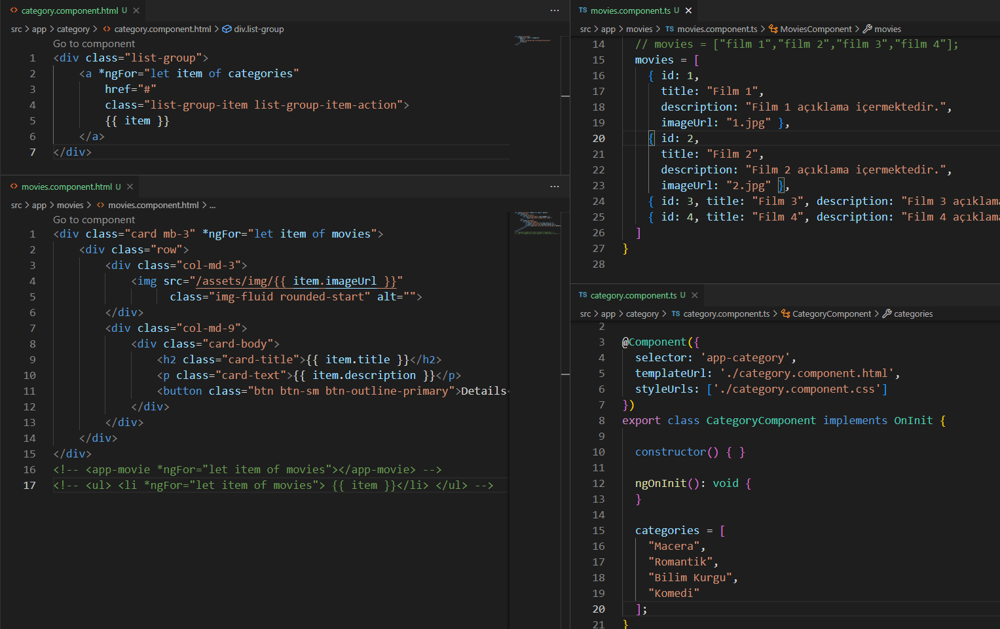 category.component.html U
src > app > category > category.component.html > div.list-group
Go to component
1 <div class="list-group">
2 <a *ngFor="let item of categories"
3 href="#"
4 class="list-group-item list-group-item-action">
5 {{ item }}
6 </a>
7 </div>
movies.component.html U
src > app > movies > movies.component.html > ...
Go to component
1 <div class="card mb-3" *ngFor="let item of movies">
2 <div class="row">
3 <div class="col-md-3">
4 <img src="/assets/img/{{ item.imageUrl }}"
5 class="img-fluid rounded-start" alt="">
6 </div>
7 <div class="col-md-9">
8 <div class="card-body">
9 <h2 class="card-title">{{ item.title }}</h2>
10 <p class="card-text">{{ item.description }}</p>
11 <button class="btn btn-sm btn-outline-primary">Details<
12 </div>
13 </div>
14 </div>
15 </div>
16 <!-- <app-movie *ngFor="let item of movies"></app-movie> -->
17 <!-- <ul> <li *ngFor="let item of movies"> {{ item }}</li> </ul> -->
TS movies.component.ts U
src > app > movies > TS movies.component.ts > MoviesComponent > movies
14 // movies = ["film 1","film 2","film 3","film 4"];
15 movies = [
16 { id: 1,
17 title: "Film 1",
18 description: "Film 1 açıklama içermektedir.",
19 imageUrl: "1.jpg" },
20 { id: 2,
21 title: "Film 2",
22 description: "Film 2 açıklama içermektedir.",
23 imageUrl: "2.jpg" },
24 { id: 3, title: "Film 3", description: "Film 3 açıklama
25 { id: 4, title: "Film 4", description: "Film 4 açıklama
26 ]
27 }
28
TS category.component.ts U
src > app > category > TS category.component.ts > CategoryComponent > categories
2
3 @Component({
4 selector: 'app-category',
5 templateUrl: './category.component.html',
6 styleUrls: ['./category.component.css']
7 })
8 export class CategoryComponent implements OnInit {
9
10 constructor() { }
11
12 ngOnInit(): void {
13 }
14
15 categories = [
16 "Macera",
17 "Romantik",
18 "Bilim Kurgu",
19 "Komedi"
20 ];
21 }